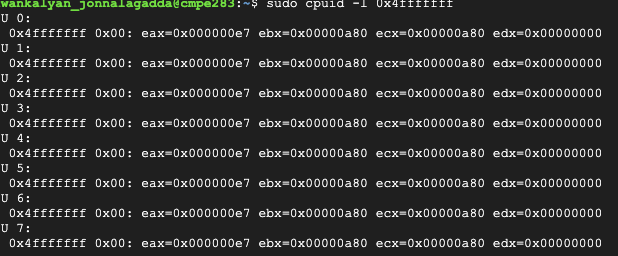 wankalyan_jonnalagadda@cmpe283:~$ sudo cpuid -l 0x4fffffff
U 0:
0x4fffffff 0x00: eax=0x000000e7 ebx=0x00000a80 ecx=0x00000a80 edx=0x00000000
U 1:
0x4fffffff 0x00: eax=0x000000e7 ebx=0x00000a80 ecx=0x00000a80 edx=0x00000000
U 2:
0x4fffffff 0x00: eax=0x000000e7 ebx=0x00000a80 ecx=0x00000a80 edx=0x00000000
U 3:
0x4fffffff 0x00: eax=0x000000e7 ebx=0x00000a80 ecx=0x00000a80 edx=0x00000000
U 4:
0x4fffffff 0x00: eax=0x000000e7 ebx=0x00000a80 ecx=0x00000a80 edx=0x00000000
U 5:
0x4fffffff 0x00: eax=0x000000e7 ebx=0x00000a80 ecx=0x00000a80 edx=0x00000000
U 6:
0x4fffffff 0x00: eax=0x000000e7 ebx=0x00000a80 ecx=0x00000a80 edx=0x00000000
U 7:
0x4fffffff 0x00: eax=0x000000e7 ebx=0x00000a80 ecx=0x00000a80 edx=0x00000000